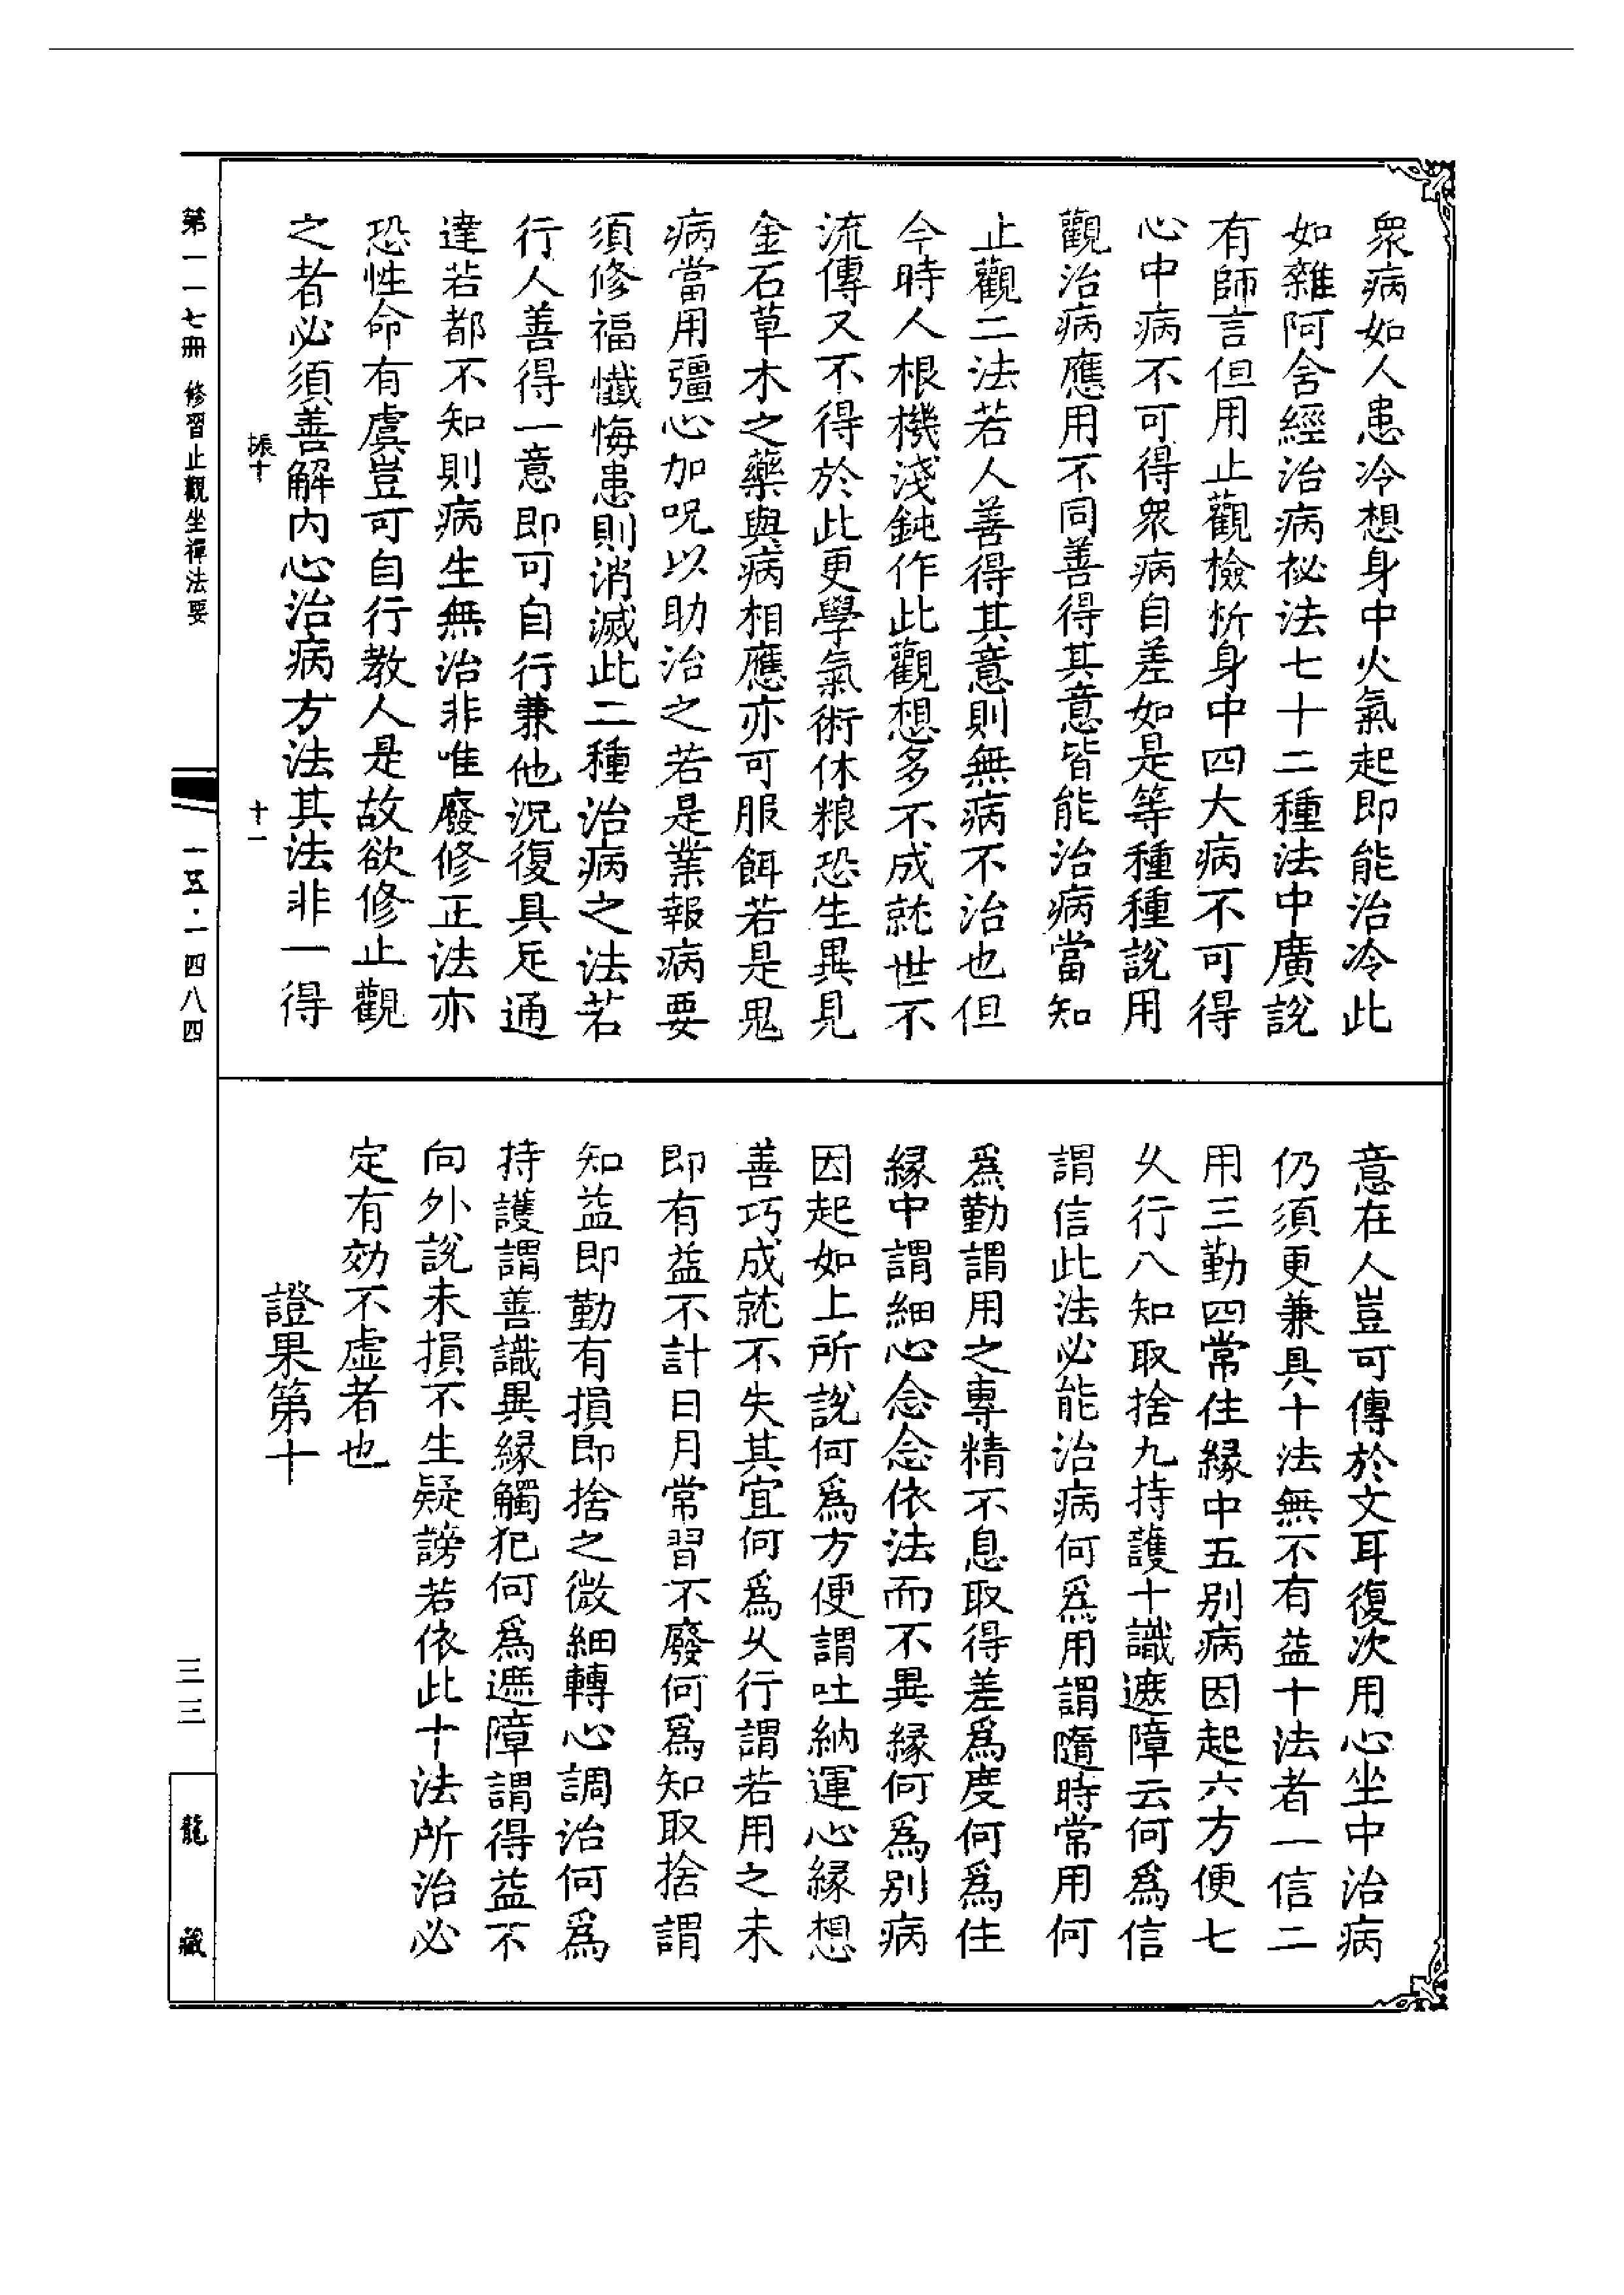 衆病如人患冷想身中火氣起即能治冷此
如雜阿含經治病祕法七十二種法中廣說
有師言但用止觀檢析身中四大病不可得
心中病不可得衆病自差如是等種種說用
觀治病應用不同善得其意皆能治病當知
止觀二法若人善得其意則無病不治也但
今時人根機淺鈍作此觀想多不成就世不
流傳又不得於此更學氣術休粮恐生異見
金石草木之藥與病相應亦可服餌若是鬼
病當用彊心加呪以助治之若是業報病要
須修福懺悔患則消滅此二種治病之法若
行人善得一意即可自行兼他況復具足通
達若都不知則病生無治非唯廢修正法亦
恐性命有虞豈可自行教人是故欲修止觀
之者必須善解內心治病方法其法非一得
振十
十一
意在人豈可傳於文耳復次用心坐中治病
仍須更兼具十法無不有益十法者一信二
用三勤四常住緣中五别病因起六方便七
乆行八知取捨九持護十識遮障云何爲信
謂信此法必能治病何爲用謂隨時常用何
爲勤謂用之專精不息取得差爲度何爲住
緣中謂細心念念依法而不異緣何爲别病
因起如上所說何爲方便謂吐納運心緣想
善巧成就不失其宜何爲乆行謂若用之未
即有益不計日月常習不廢何爲知取捨謂
知益即勤有損即捨之微細轉心調治何爲
持護謂善識異緣觸犯何爲遮障謂得益不
向外說未損不生疑謗若依此十法所治必
定有効不虛者也
證果第十
第一一七冊 修習止觀坐禪法要
一五·一四八四
三三
龍藏